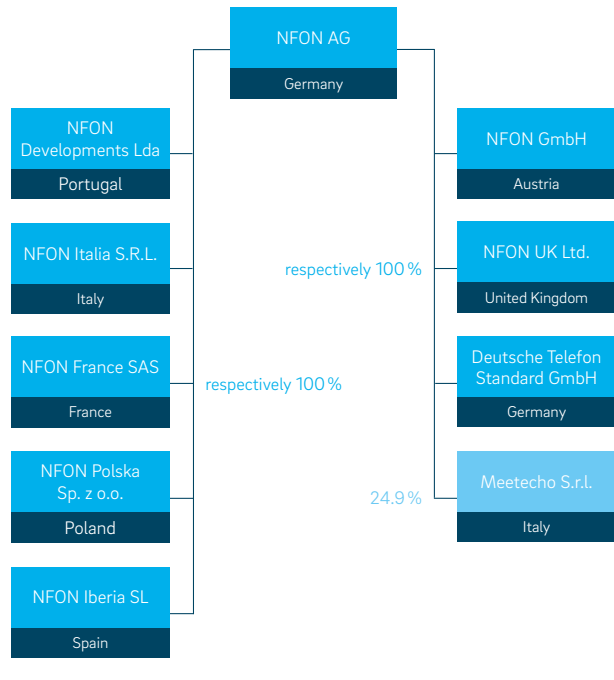 NFON AG
Germany
NFON
Developments Lda
Portugal
NFON Italia S.R.L.
Italy
NFON France SAS
France
NFON Polska
Sp. z o.o.
Poland
NFON Iberia SL
Spain
respectively 100 %
respectively 100 %
24.9 %
NFON GmbH
Austria
NFON UK Ltd.
United Kingdom
Deutsche Telefon
Standard GmbH
Germany
Meetecho S.r.l.
Italy